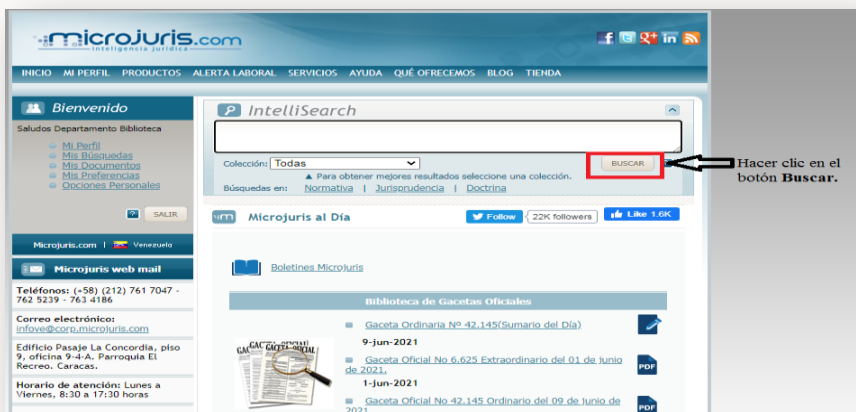 microjuris.com
inteligencia jurídica
INICIO MI PERFIL PRODUCTOS ALERTA LABORAL SERVICIOS AYUDA QUÉ OFRECEMOS BLOG TIENDA
Bienvenido
Saludos Departamento Biblioteca
Mi Perfil
Mis Búsquedas
Mis Documentos
Mis Preferencias
Opciones Personales
? SALIR
Microjuris.com | Venezuela
Microjuris web mail
Teléfonos: (+58) (212) 761 7047 -
762 5239 - 763 4186
Correo electrónico:
infove@corp.microjuris.com
Edificio Pasaje La Concordia, piso
9, oficina 9-4-A, Parroquia El
Recreo. Caracas.
Horario de atención: Lunes a
Viernes, 8:30 a 17:30 horas
IntelliSearch
Colección: Todas
BUSCAR
▲ Para obtener mejores resultados seleccione una colección.
Búsquedas en: Normativa | Jurisprudencia | Doctrina
Hacer clic en el
botón Buscar.
Microjuris al Día
Follow 22K followers Like 1.6K
Boletines Microjuris
Biblioteca de Gacetas Oficiales
GACETA OFICIAL
Gaceta Ordinaria Nº 42.145(Sumario del Día)
9-jun-2021
Gaceta Oficial No 6.625 Extraordinario del 01 de junio
de 2021.
PDF
1-jun-2021
Gaceta Oficial No 42.145 Ordinario del 09 de junio de
2021
PDF